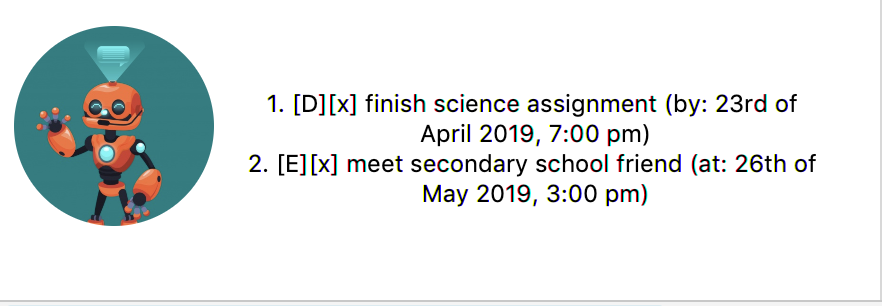 1. [D][x] finish science assignment (by: 23rd of
April 2019, 7:00 pm)
2. [E][x] meet secondary school friend (at: 26th of
May 2019, 3:00 pm)